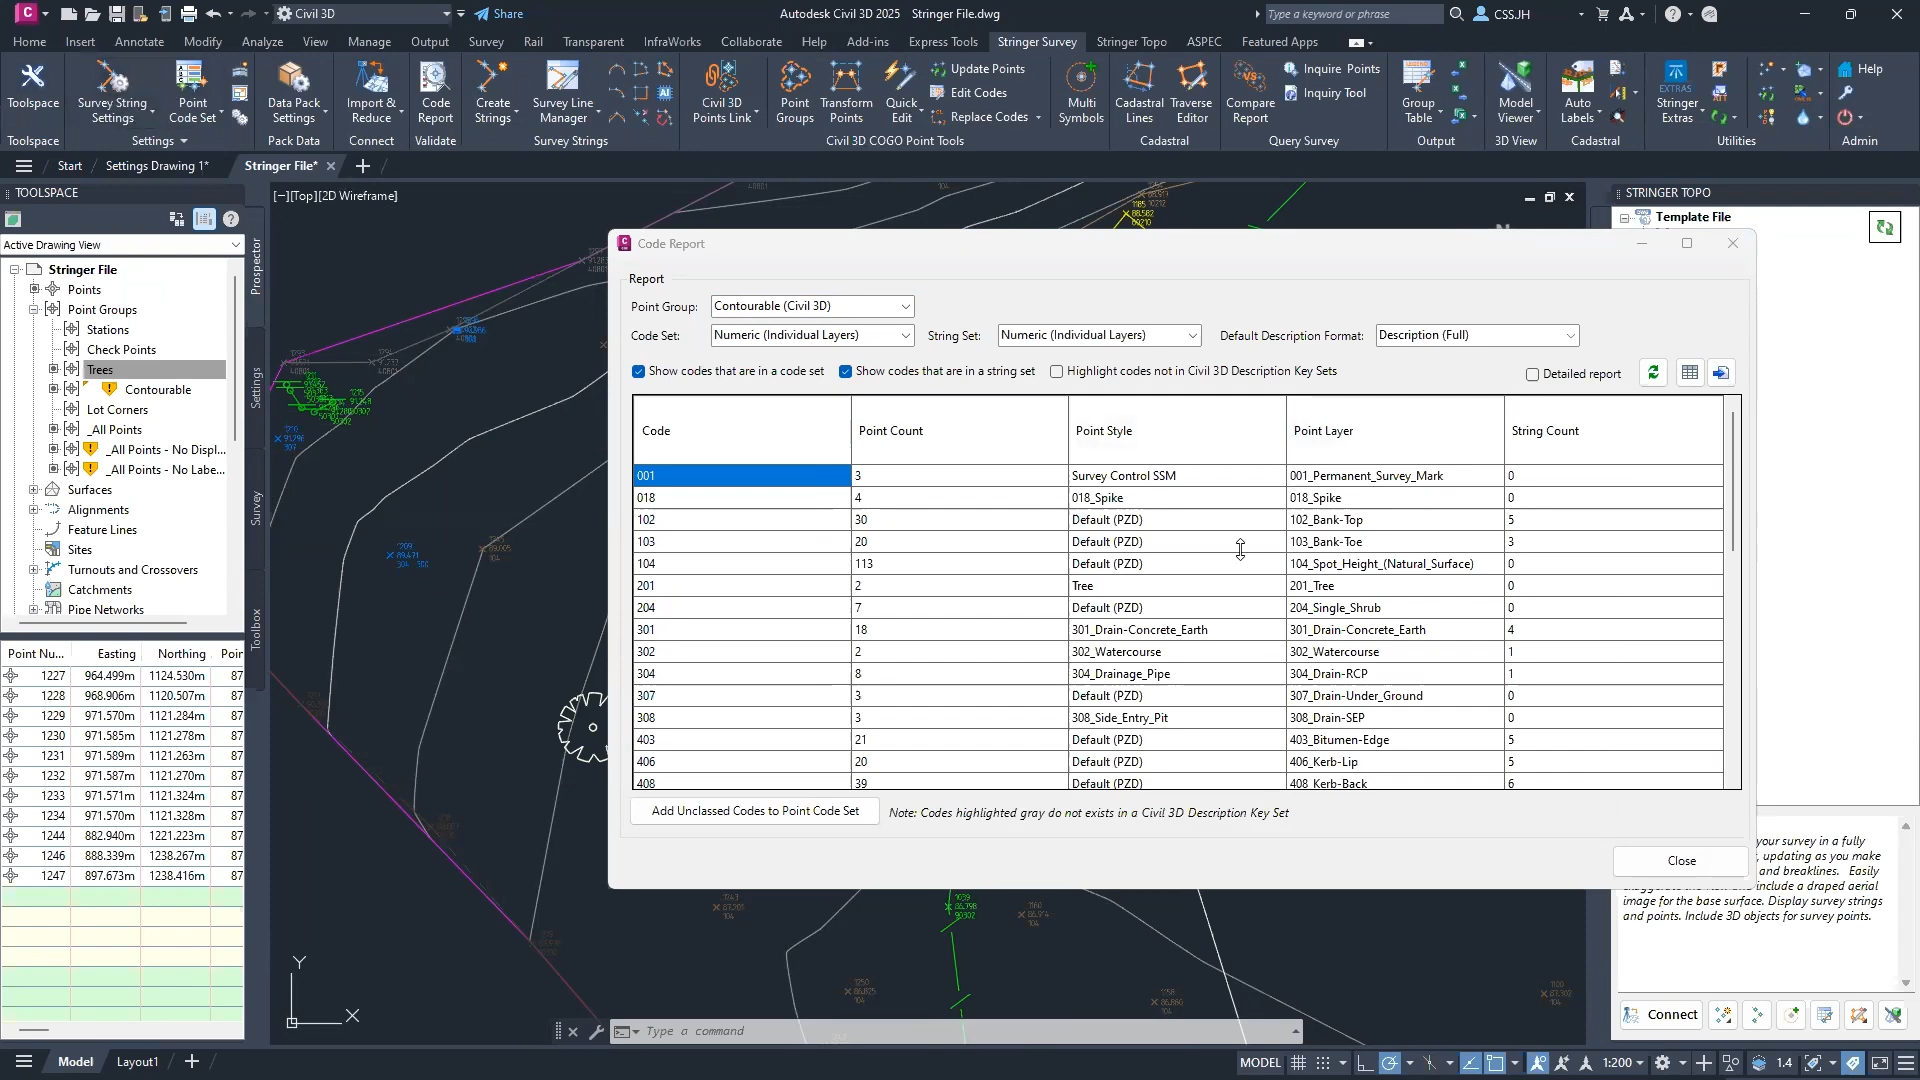 Civil 3D
Share
Autodesk Civil 3D 2025 Stringer File.dwg
Type a keyword or phrase
CSS.JH
Home Insert Annotate Modify Analyze View Manage Output Survey Rail Transparent InfraWorks Collaborate Help Add-ins Express Tools Stringer Survey Stringer Topo ASPEC Featured Apps
Toolspace
Survey String Settings
Point Code Set
Data Pack Settings
Import & Reduce
Code Report
Create Strings
Survey Line Manager
Civil 3D Points Link
Point Groups
Transform Points
Quick Edit
Update Points
Edit Codes
Replace Codes
Multi Symbols
Cadastral Lines
Traverse Editor
Compare Report
Inquire Points
Inquiry Tool
Group Table
Model Viewer
Auto Labels
EXTRAS
Stringer Extras
Help
Toolspace Settings Pack Data Connect Validate Survey Strings Civil 3D COGO Point Tools Cadastral Query Survey Output 3D View Cadastral Utilities Admin
Start Settings Drawing 1* Stringer File*
TOOLSPACE
[−][Top][2D Wireframe]
STRINGER TOPO
Template File
Active Drawing View
Stringer File
Points
Point Groups
Stations
Check Points
Trees
Contourable
Lot Corners
_All Points
_All Points - No Displ...
_All Points - No Labe...
Surfaces
Alignments
Feature Lines
Sites
Turnouts and Crossovers
Catchments
Pipe Networks
Prospector
Settings
Survey
Toolbox
Point Nu... Easting Northing Poir
1227 964.499m 1124.530m 87
1228 968.906m 1120.507m 87
1229 971.570m 1121.284m 87
1230 971.585m 1121.278m 87
1231 971.589m 1121.263m 87
1232 971.587m 1121.270m 87
1233 971.571m 1121.324m 87
1234 971.570m 1121.328m 87
1244 882.940m 1221.223m 87
1246 888.339m 1238.267m 87
1247 897.673m 1238.416m 87
Code Report
Report
Point Group: Contourable (Civil 3D)
Code Set: Numeric (Individual Layers) String Set: Numeric (Individual Layers) Default Description Format: Description (Full)
Show codes that are in a code set Show codes that are in a string set Highlight codes not in Civil 3D Description Key Sets Detailed report
Code Point Count Point Style Point Layer String Count
001 3 Survey Control SSM 001_Permanent_Survey_Mark 0
018 4 018_Spike 018_Spike 0
102 30 Default (PZD) 102_Bank-Top 5
103 20 Default (PZD) 103_Bank-Toe 3
104 113 Default (PZD) 104_Spot_Height_(Natural_Surface) 0
201 2 Tree 201_Tree 0
204 7 Default (PZD) 204_Single_Shrub 0
301 18 301_Drain-Concrete_Earth 301_Drain-Concrete_Earth 4
302 2 302_Watercourse 302_Watercourse 1
304 8 304_Drainage_Pipe 304_Drain-RCP 1
307 3 Default (PZD) 307_Drain-Under_Ground 0
308 3 308_Side_Entry_Pit 308_Drain-SEP 0
403 21 Default (PZD) 403_Bitumen-Edge 5
406 20 Default (PZD) 406_Kerb-Lip 5
408 39 Default (PZD) 408_Kerb-Back 6
Add Unclassed Codes to Point Code Set
Note: Codes highlighted gray do not exists in a Civil 3D Description Key Set
Close
your survey in a fully
, updating as you make
and breaklines. Easily
include a draped aerial
image for the base surface. Display survey strings
and points. Include 3D objects for survey points.
Connect
Y
X
Type a command
Model Layout1
MODEL 1:200 1.4